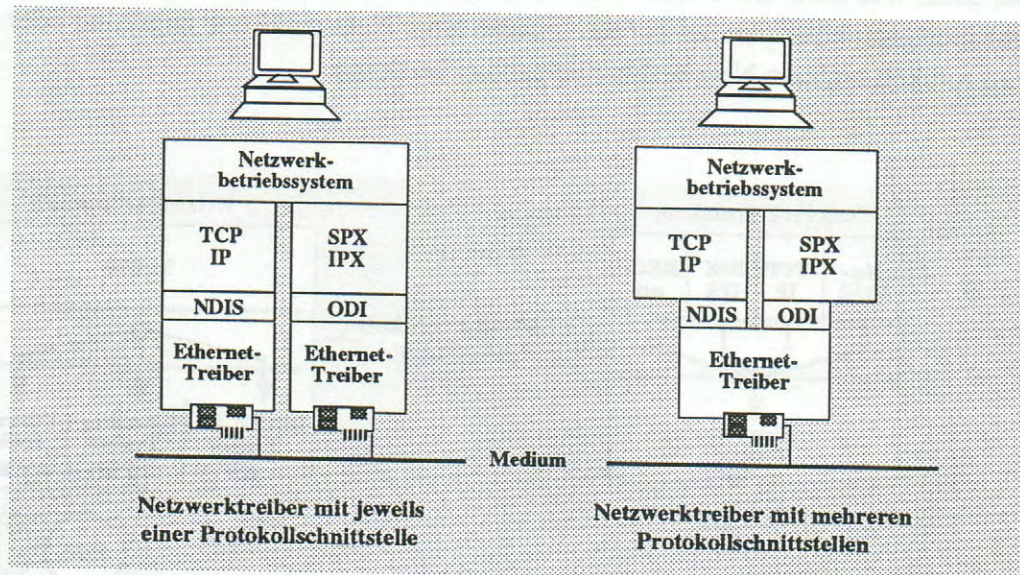 Netzwerk-
betriebssystem
TCP
IP
SPX
IPX
NDIS
ODI
Ethernet-
Treiber
Ethernet-
Treiber
Netzwerktreiber mit jeweils
einer Protokollschnittstelle
Medium
Netzwerk-
betriebssystem
TCP
IP
SPX
IPX
NDIS
ODI
Ethernet-
Treiber
Netzwerktreiber mit mehreren
Protokollschnittstellen